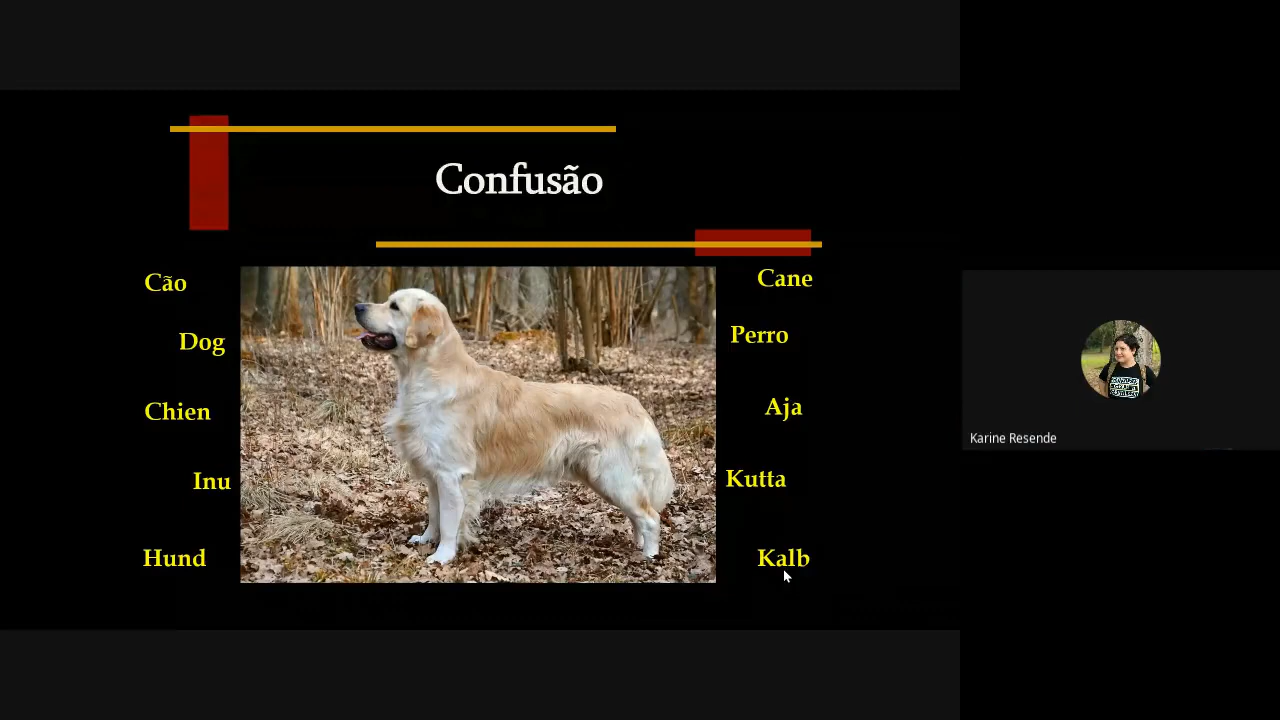 Confusão
Cão
Dog
Chien
Inu
Hund
Cane
Perro
Aja
Kutta
Kalb
Karine Resende